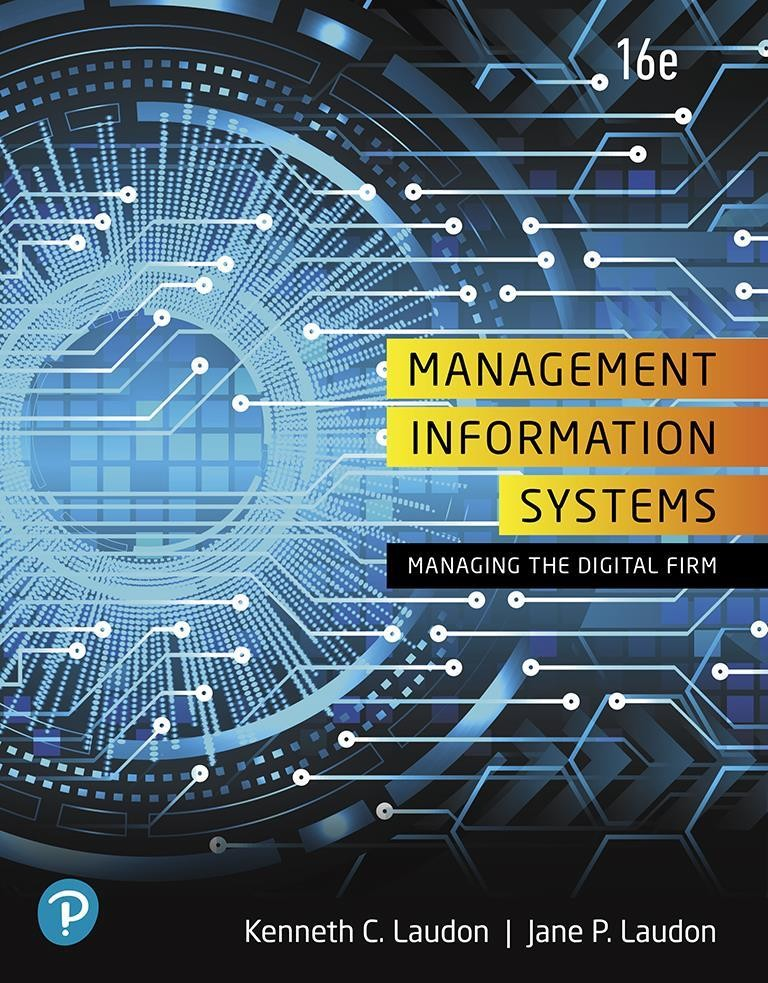 16e
MANAGEMENT
INFORMATION
SYSTEMS
MANAGING THE DIGITAL FIRM
P
Kenneth C. Laudon | Jane P. Laudon